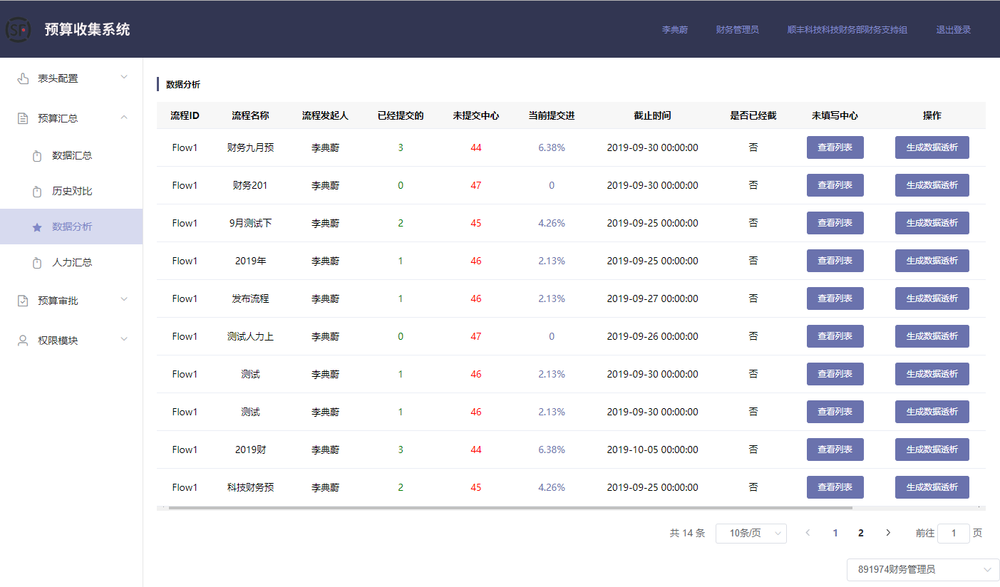 SF 预算收集系统 李典蔚 财务管理员 顺丰科技科技财务部财务支持组 退出登录
表头配置
预算汇总
数据汇总
历史对比
数据分析
人力汇总
预算审批
权限模块
数据分析
流程ID 流程名称 流程发起人 已经提交的 未提交中心 当前提交进 截止时间 是否已经截 未填写中心 操作
Flow1 财务九月预 李典蔚 3 44 6.38% 2019-09-30 00:00:00 否 查看列表 生成数据透析
Flow1 财务201 李典蔚 0 47 0 2019-09-30 00:00:00 否 查看列表 生成数据透析
Flow1 9月测试下 李典蔚 2 45 4.26% 2019-09-25 00:00:00 否 查看列表 生成数据透析
Flow1 2019年 李典蔚 1 46 2.13% 2019-09-25 00:00:00 否 查看列表 生成数据透析
Flow1 发布流程 李典蔚 1 46 2.13% 2019-09-27 00:00:00 否 查看列表 生成数据透析
Flow1 测试人力上 李典蔚 0 47 0 2019-09-26 00:00:00 否 查看列表 生成数据透析
Flow1 测试 李典蔚 1 46 2.13% 2019-09-30 00:00:00 否 查看列表 生成数据透析
Flow1 测试 李典蔚 1 46 2.13% 2019-09-30 00:00:00 否 查看列表 生成数据透析
Flow1 2019财 李典蔚 3 44 6.38% 2019-10-05 00:00:00 否 查看列表 生成数据透析
Flow1 科技财务预 李典蔚 2 45 4.26% 2019-09-25 00:00:00 否 查看列表 生成数据透析
共 14 条 10条/页 1 2 前往 1 页
891974财务管理员